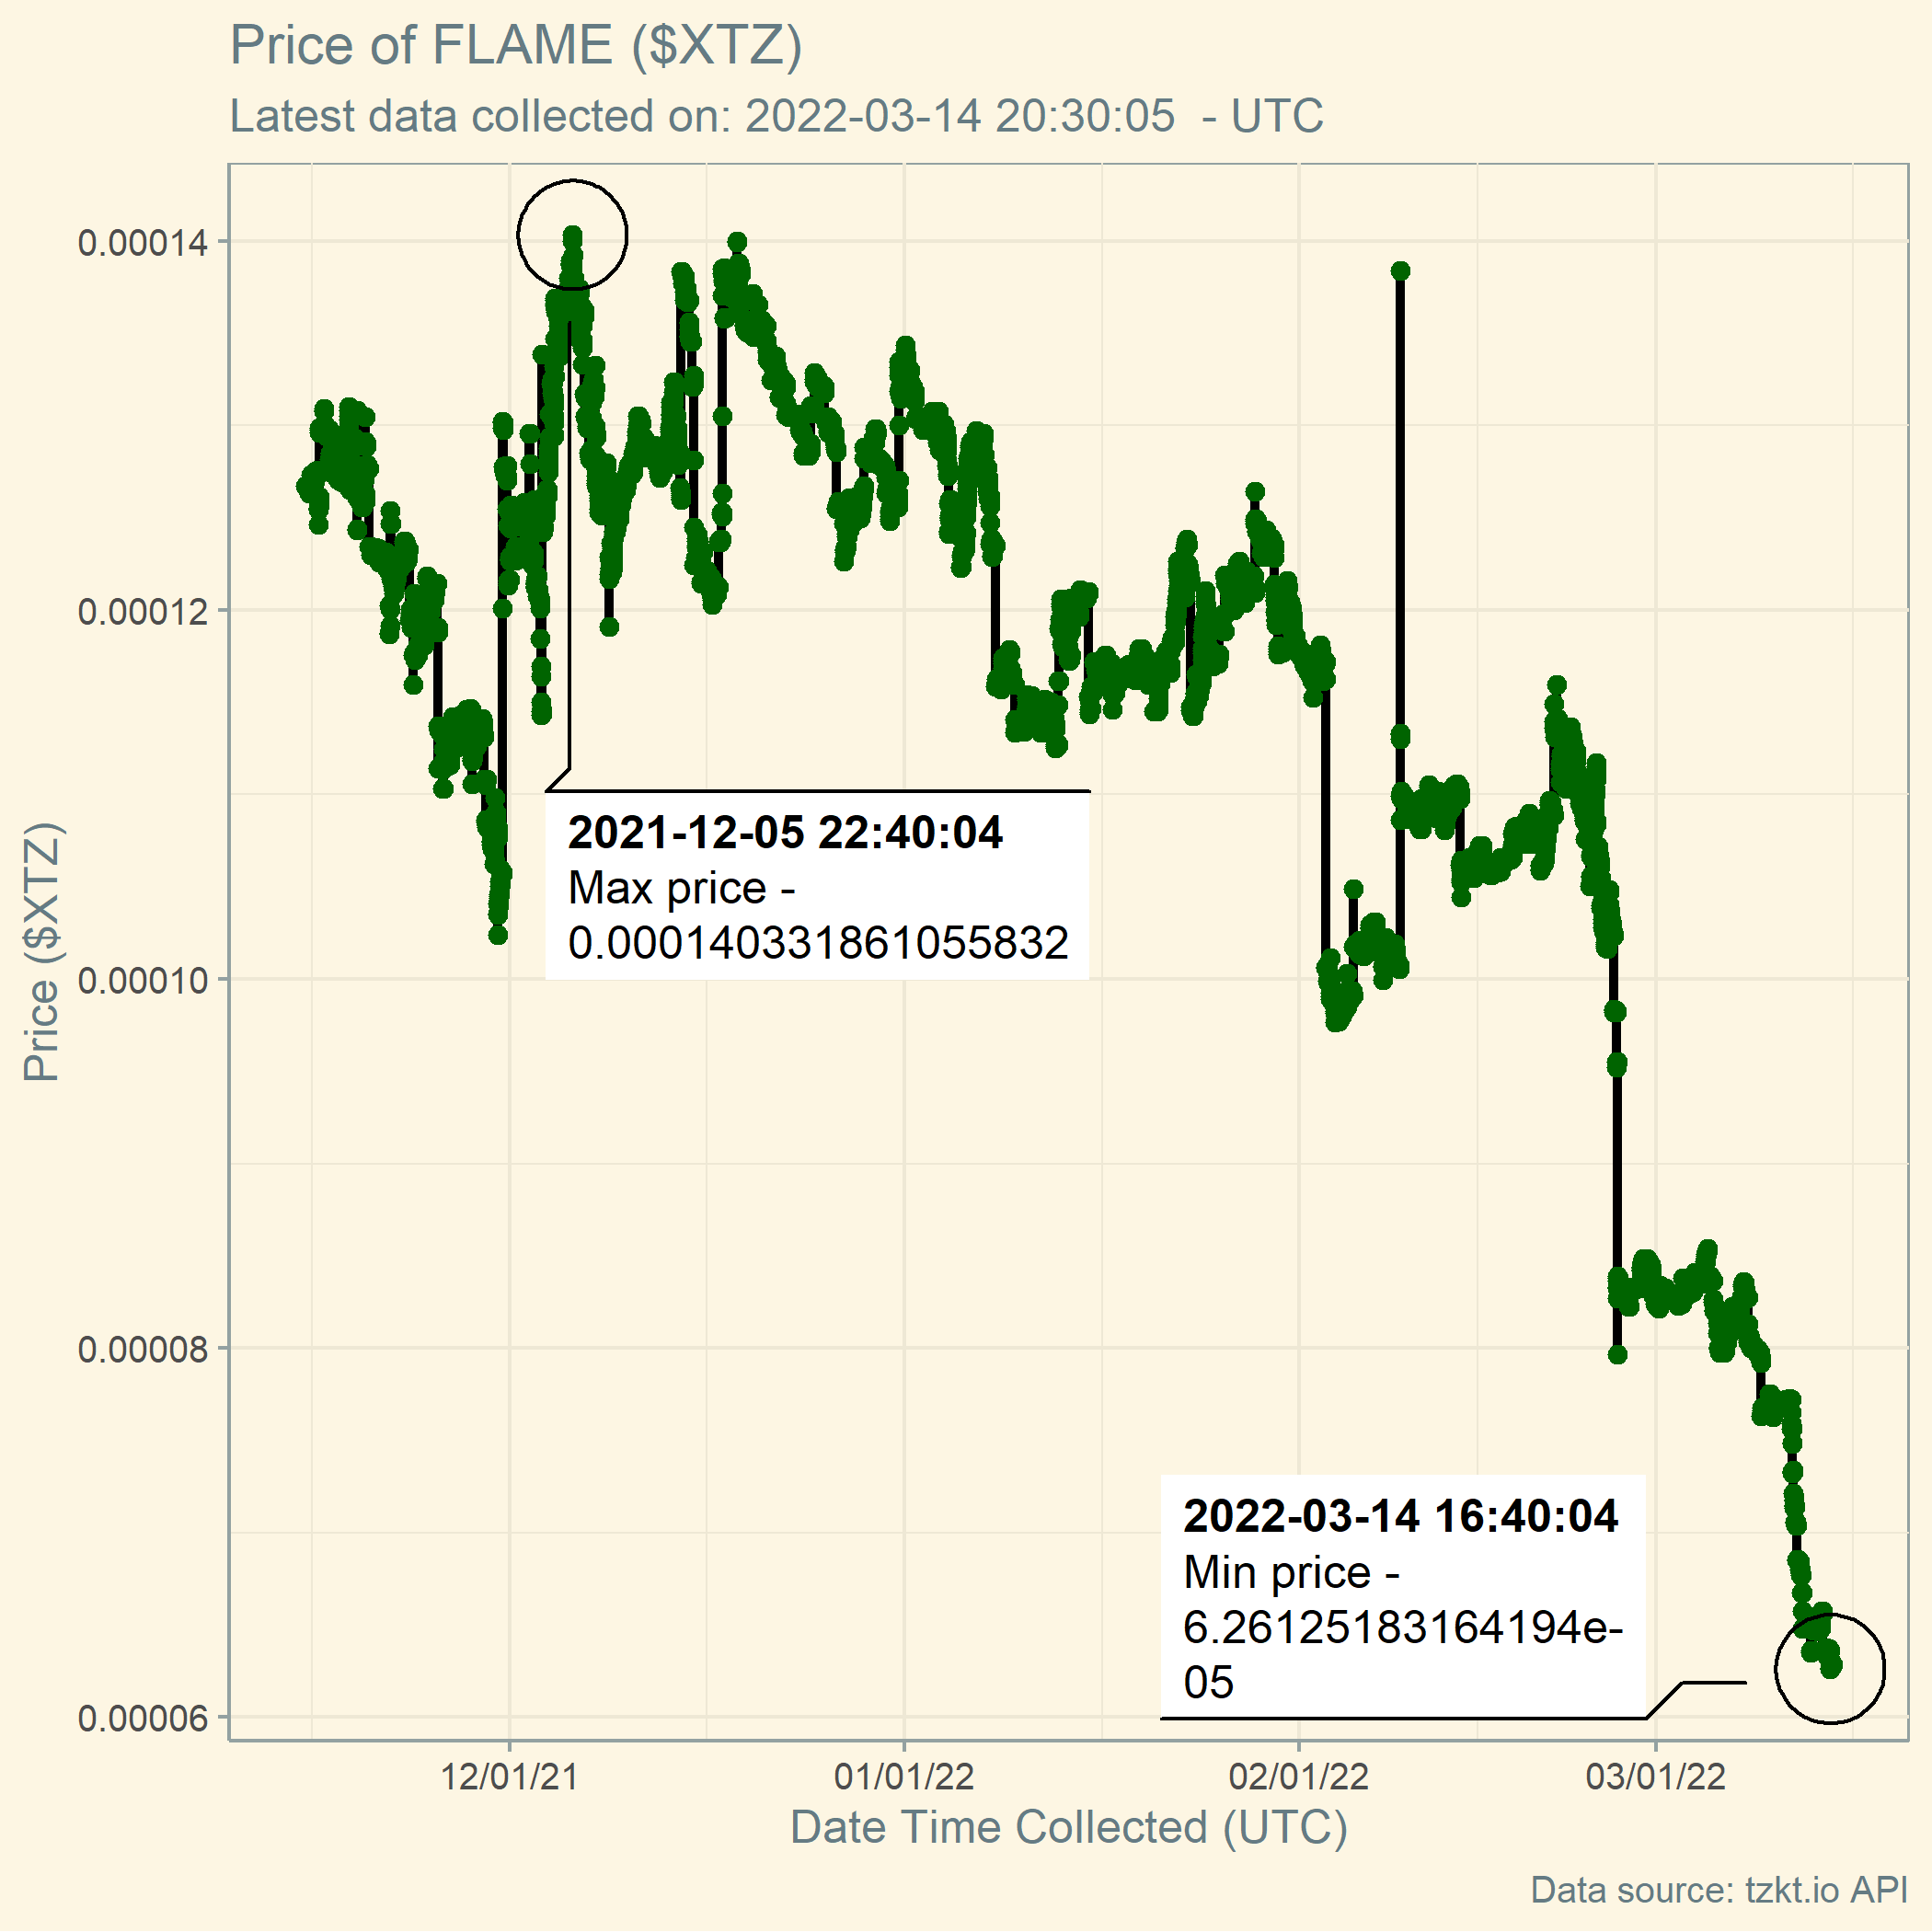 Price of FLAME ($XTZ)
Latest data collected on: 2022-03-14 20:30:05  - UTC
Price ($XTZ)
0.00014
0.00012
0.00010
0.00008
0.00006
2021-12-05 22:40:04
Max price -
0.000140331861055832
2022-03-14 16:40:04
Min price -
6.26125183164194e-
05
12/01/21
01/01/22
02/01/22
03/01/22
Date Time Collected (UTC)
Data source: tzkt.io API